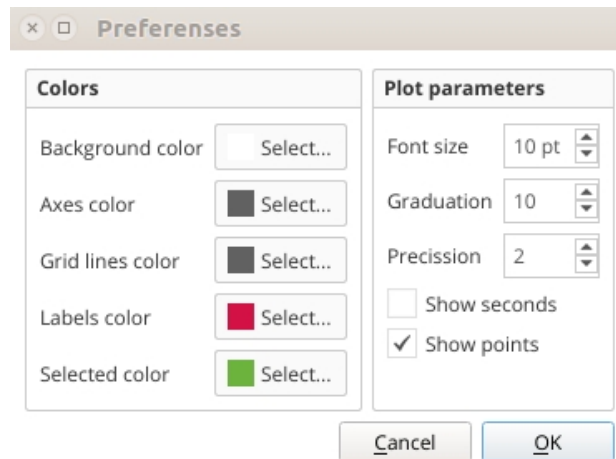 Preferenses
Colors
Background color Select...
Axes color Select...
Grid lines color Select...
Labels color Select...
Selected color Select...
Plot parameters
Font size 10 pt
Graduation 10
Precission 2
Show seconds
Show points
Cancel OK